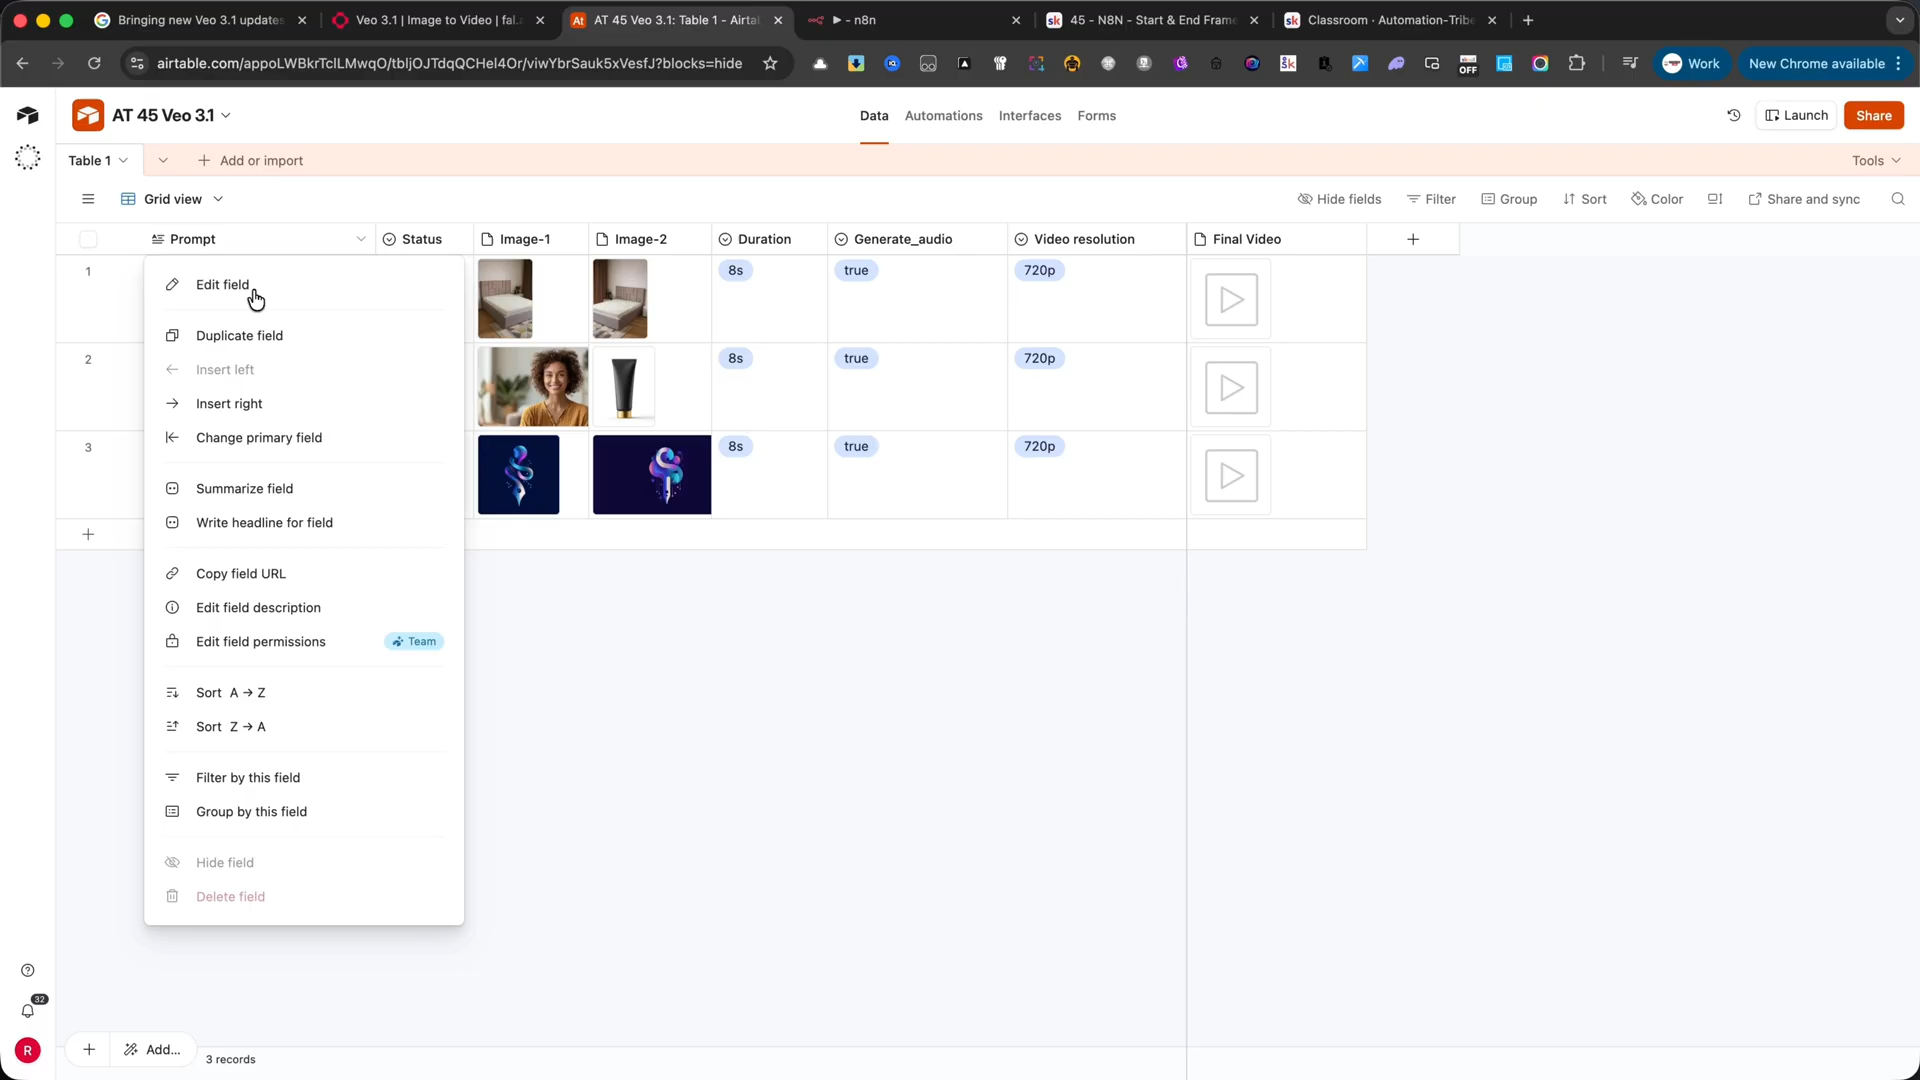 Bringing new Veo 3.1 updates
Veo 3.1 | Image to Video | fal.
AT 45 Veo 3.1: Table 1 - Airta
▶ - n8n
45 - N8N - Start & End Frame
Classroom · Automation-Tribe
airtable.com/appoLWBkrTclLMwqO/tbljOJTdqQCHel4Or/viwYbrSauk5xVesfJ?blocks=hide
OFF
Work
New Chrome available
AT 45 Veo 3.1
Data
Automations
Interfaces
Forms
Launch
Share
Table 1
Add or import
Tools
Grid view
Hide fields
Filter
Group
Sort
Color
Share and sync
Prompt
Status
Image-1
Image-2
Duration
Generate_audio
Video resolution
Final Video
1
8s
true
720p
2
8s
true
720p
3
8s
true
720p
Edit field
Duplicate field
Insert left
Insert right
Change primary field
Summarize field
Write headline for field
Copy field URL
Edit field description
Edit field permissions
Team
Sort A → Z
Sort Z → A
Filter by this field
Group by this field
Hide field
Delete field
32
R
Add...
3 records